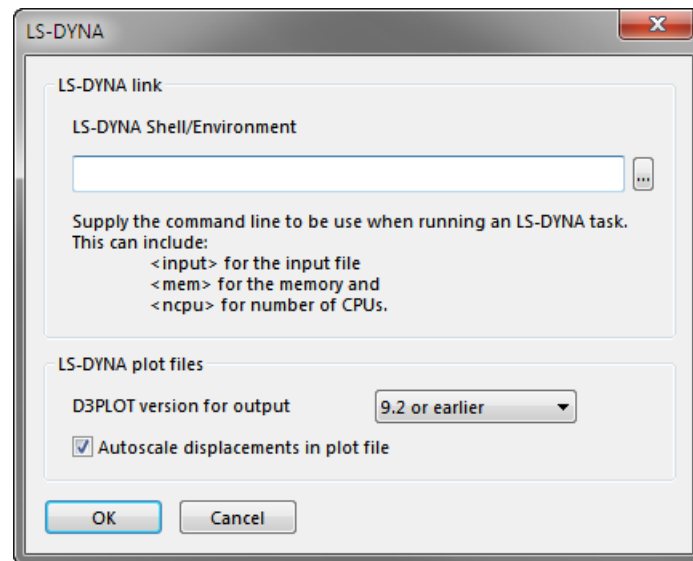 LS-DYNA
LS-DYNA link
LS-DYNA Shell/Environment
...
Supply the command line to be use when running an LS-DYNA task.
This can include:
<input> for the input file
<mem> for the memory and
<ncpu> for number of CPUs.
LS-DYNA plot files
D3PLOT version for output 9.2 or earlier
Autoscale displacements in plot file
OK Cancel